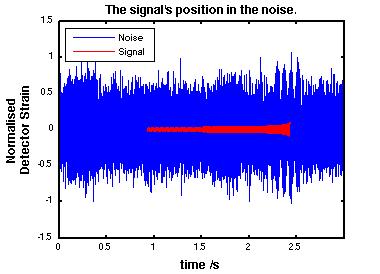 The signal's position in the noise.
Noise
Signal
Normalised
Detector Strain
1.5
1
0.5
0
-0.5
-1
-1.5
0 0.5 1 1.5 2 2.5
time /s